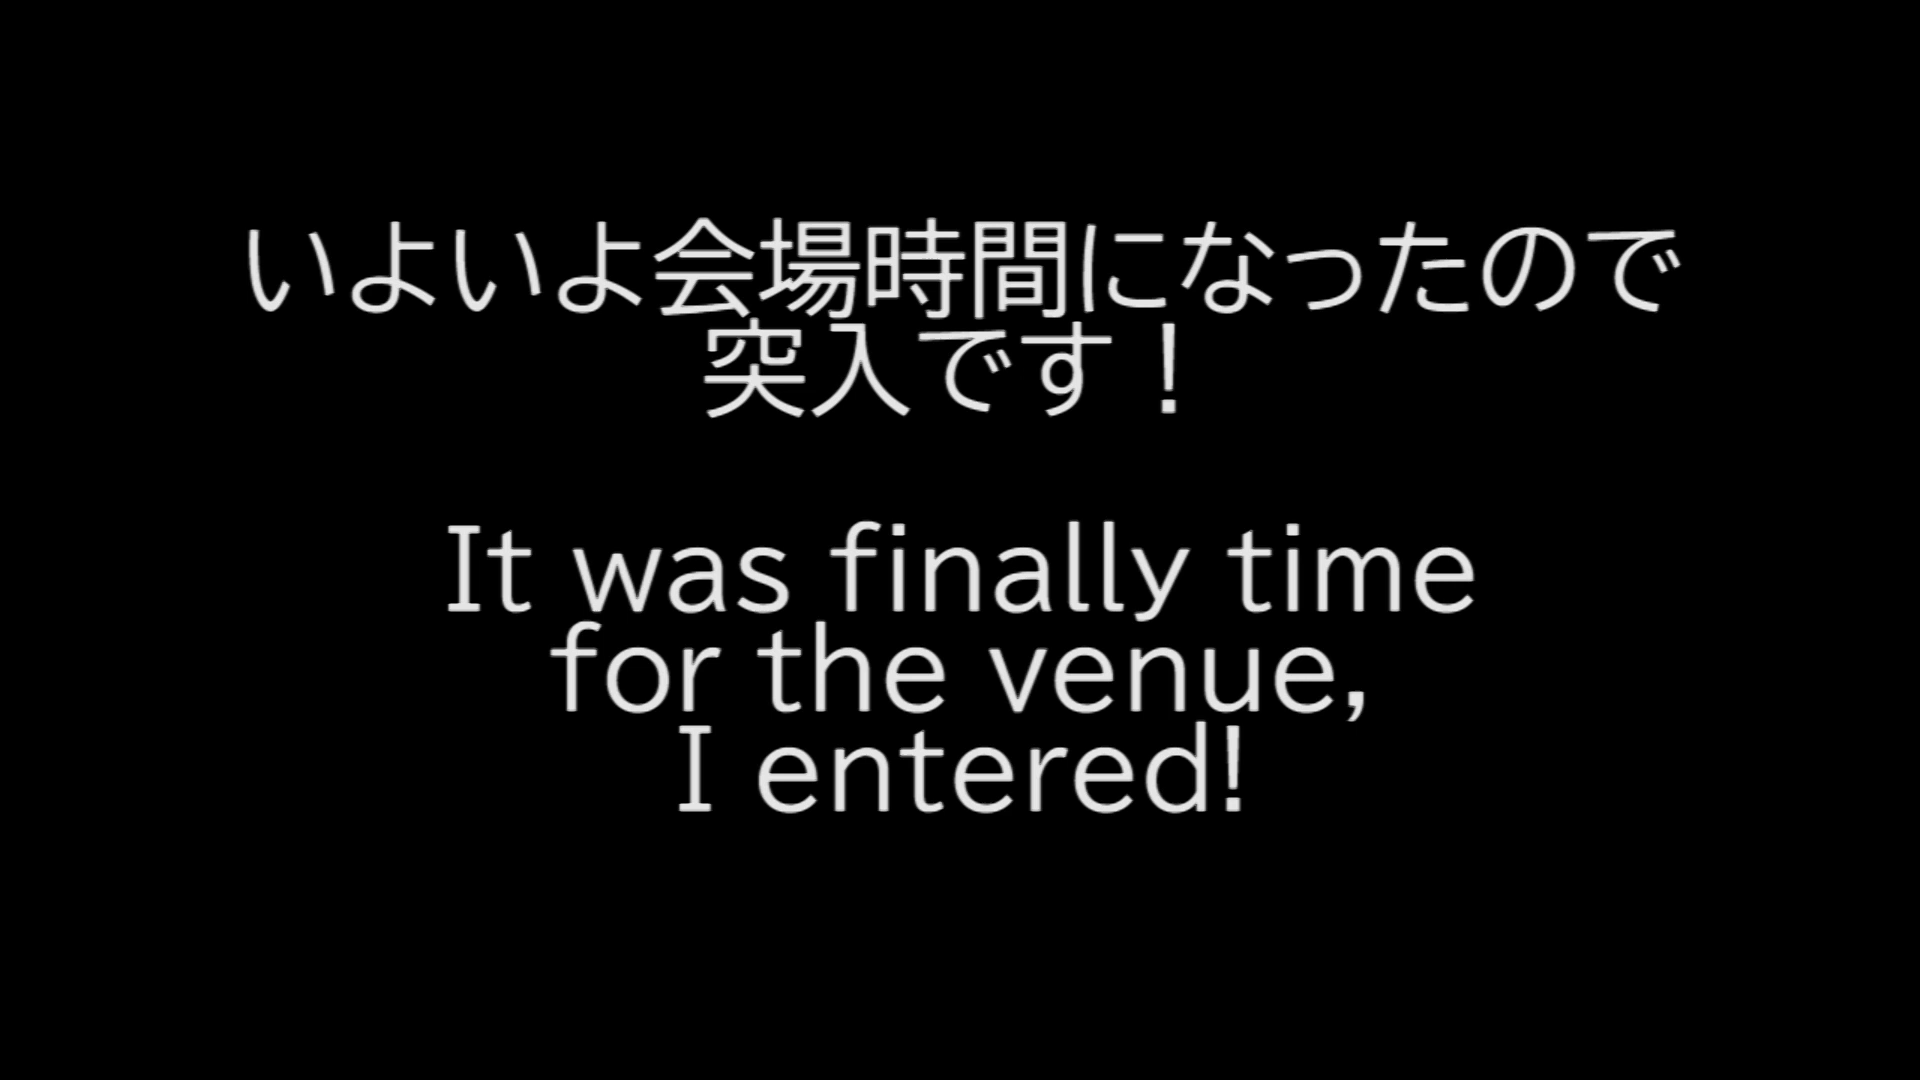 いよいよ会場時間になったので
突入です！
It was finally time
for the venue,
I entered!